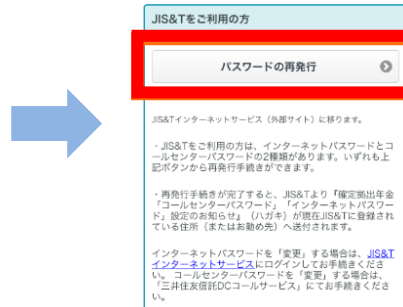 JIS&Tをご利用の方
パスワードの再発行
JIS&Tインターネットサービス（外部サイト）に移ります。
・JIS&Tをご利用の方は、インターネットパスワードとコ
ールセンターパスワードの2種類があります。いずれも上
記ボタンから再発行手続きができます。
・再発行手続きが完了すると、JIS&Tより『確定拠出年金
「コールセンターパスワード」「インターネットパスワー
ド」設定のお知らせ』（ハガキ）が現在JIS&Tに登録され
ている住所（またはお勤め先）へ送付されます。
インターネットパスワードを「変更」する場合は、JIS&T
インターネットサービスにログインしてお手続きくださ
い。 コールセンターパスワードを「変更」する場合は、
「三井住友信託DCコールサービス」にてお手続きくださ
い。